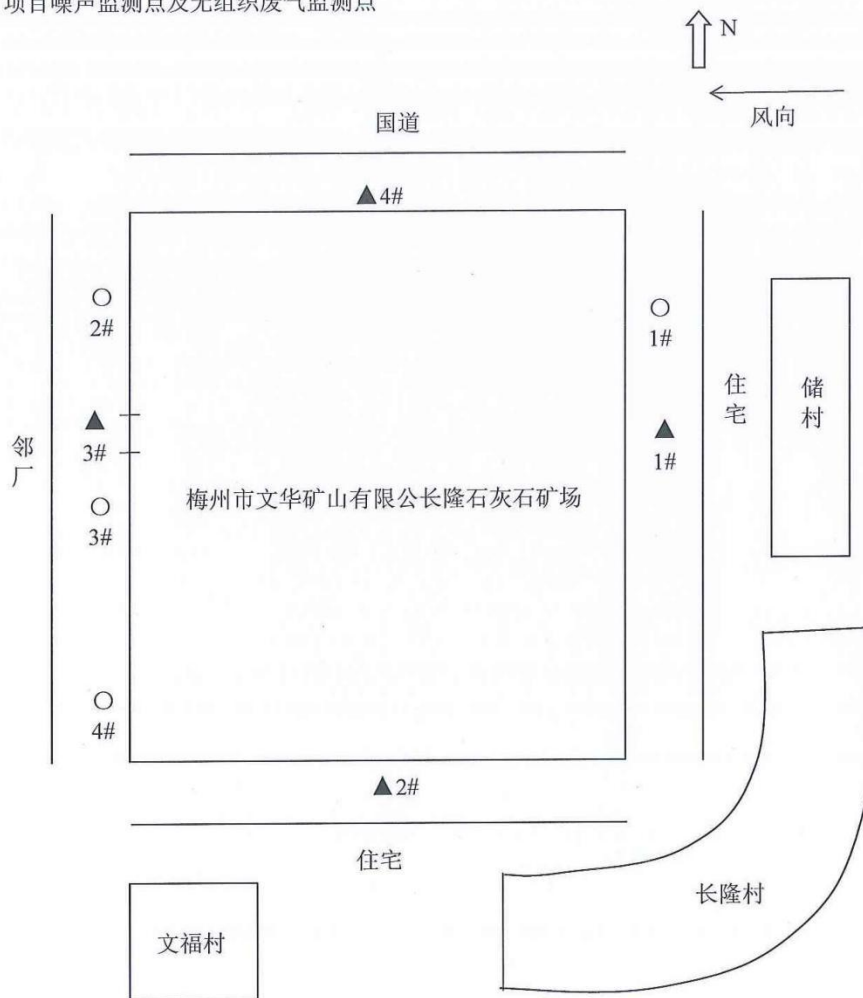 项目噪声监测点及无组织废气监测点
N
风向
国道
▲4#
○
2#
○
1#
▲
3#
▲
1#
住宅
储村
邻厂
梅州市文华矿山有限公长隆石灰石矿场
○
3#
○
4#
▲2#
住宅
长隆村
文福村